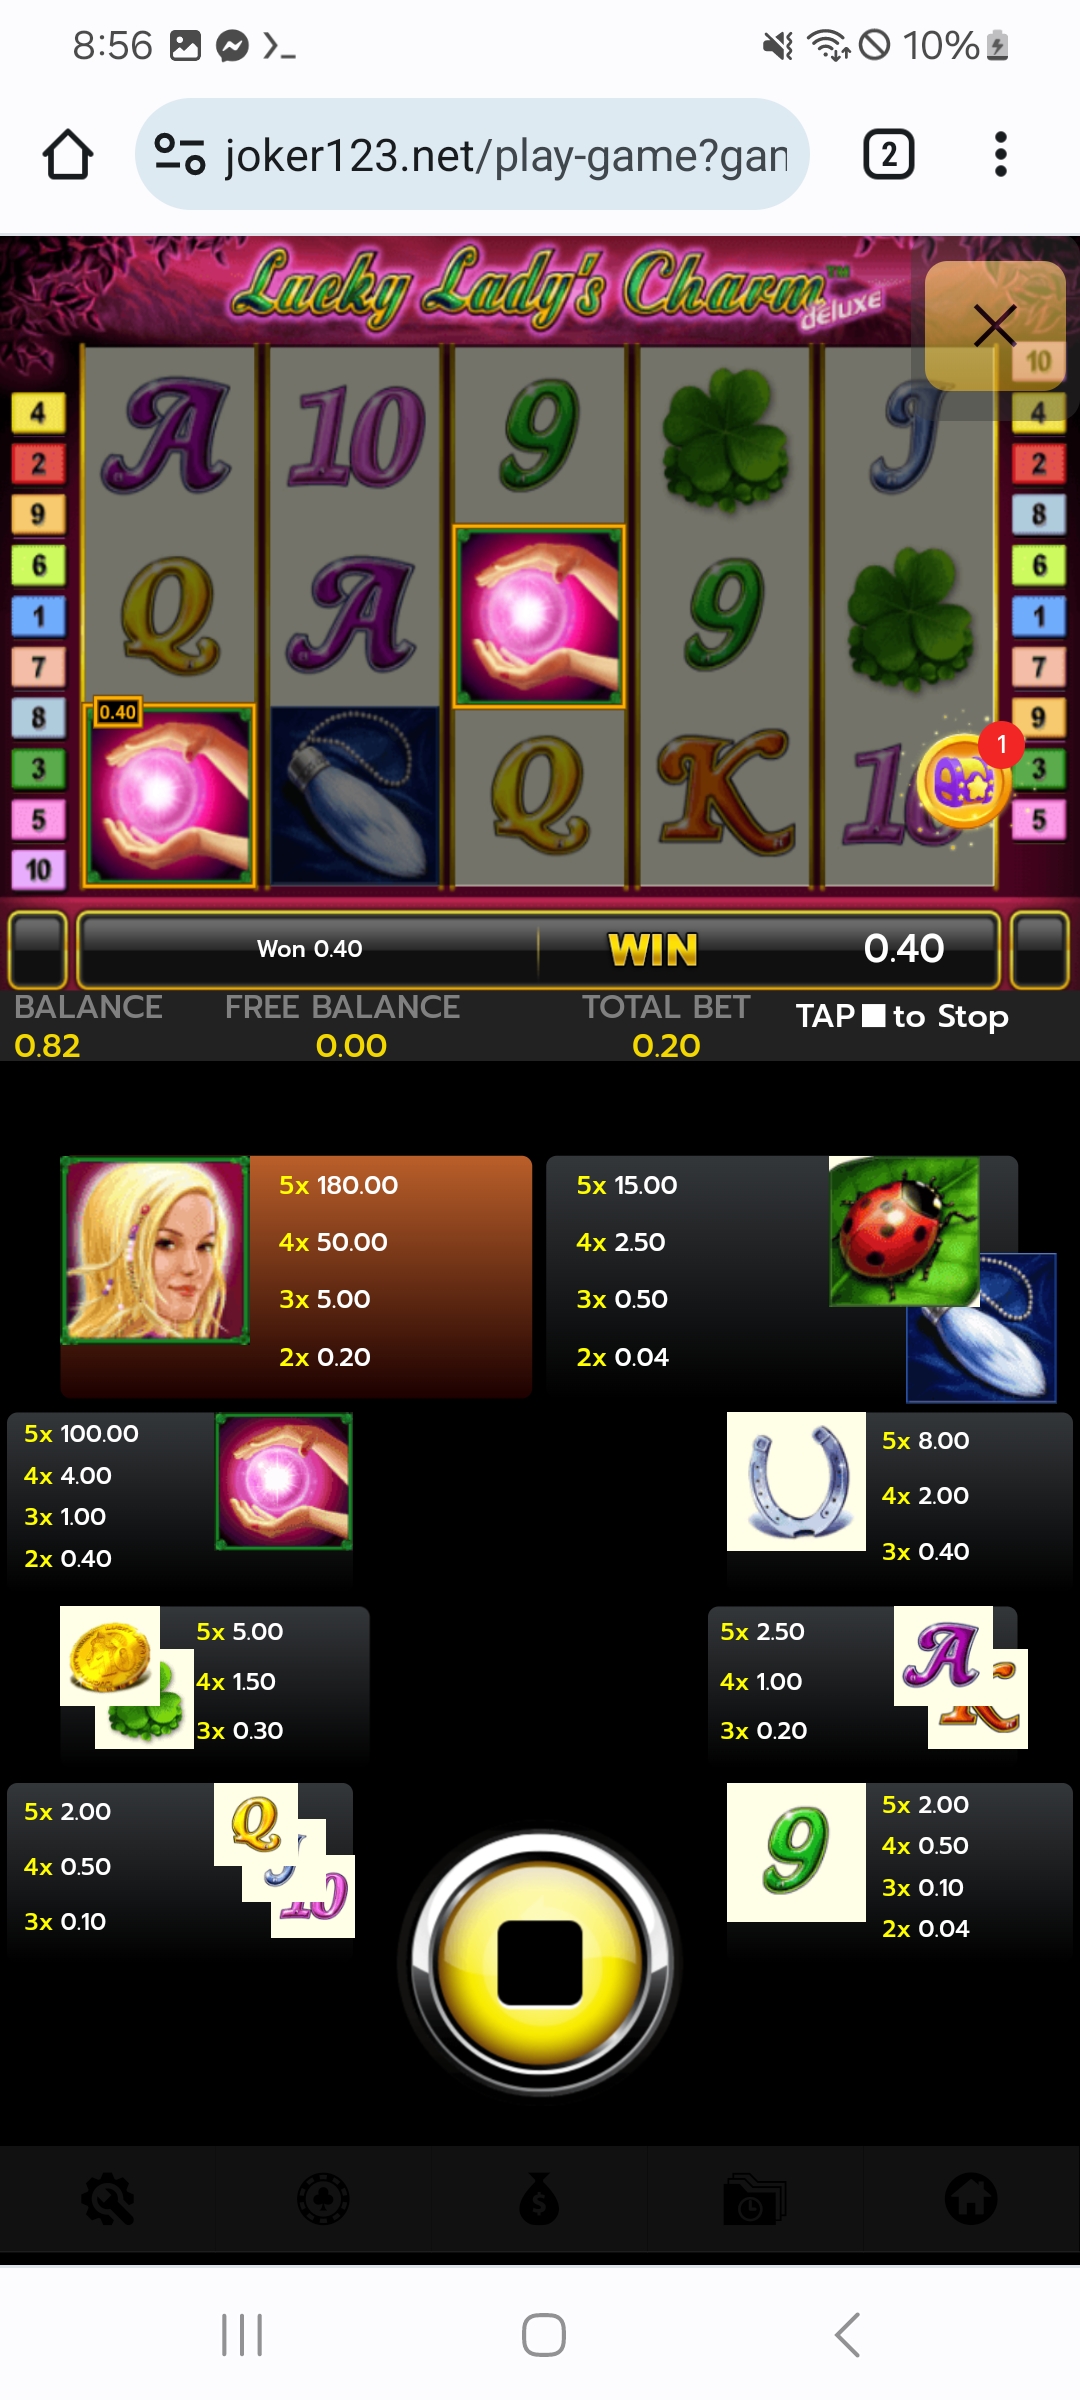 8:56
10%
joker123.net/play-game?gan
2
Lucky Lady's Charm™
deluxe
10
A 10 9 J
4 4
2 2
9 8
6 Q A 9 6
1 1
7 7
0.40
8 9
1
3 Q K 10 3
5 5
10
Won 0.40 WIN 0.40
BALANCE FREE BALANCE TOTAL BET TAP to Stop
0.82 0.00 0.20
5x 180.00
4x 50.00
3x 5.00
2x 0.20
5x 15.00
4x 2.50
3x 0.50
2x 0.04
5x 100.00
4x 4.00
3x 1.00
2x 0.40
5x 8.00
4x 2.00
3x 0.40
5x 5.00
4x 1.50
3x 0.30
5x 2.50
4x 1.00
3x 0.20
A
K
5x 2.00
4x 0.50
3x 0.10
Q
J
10
9
5x 2.00
4x 0.50
3x 0.10
2x 0.04